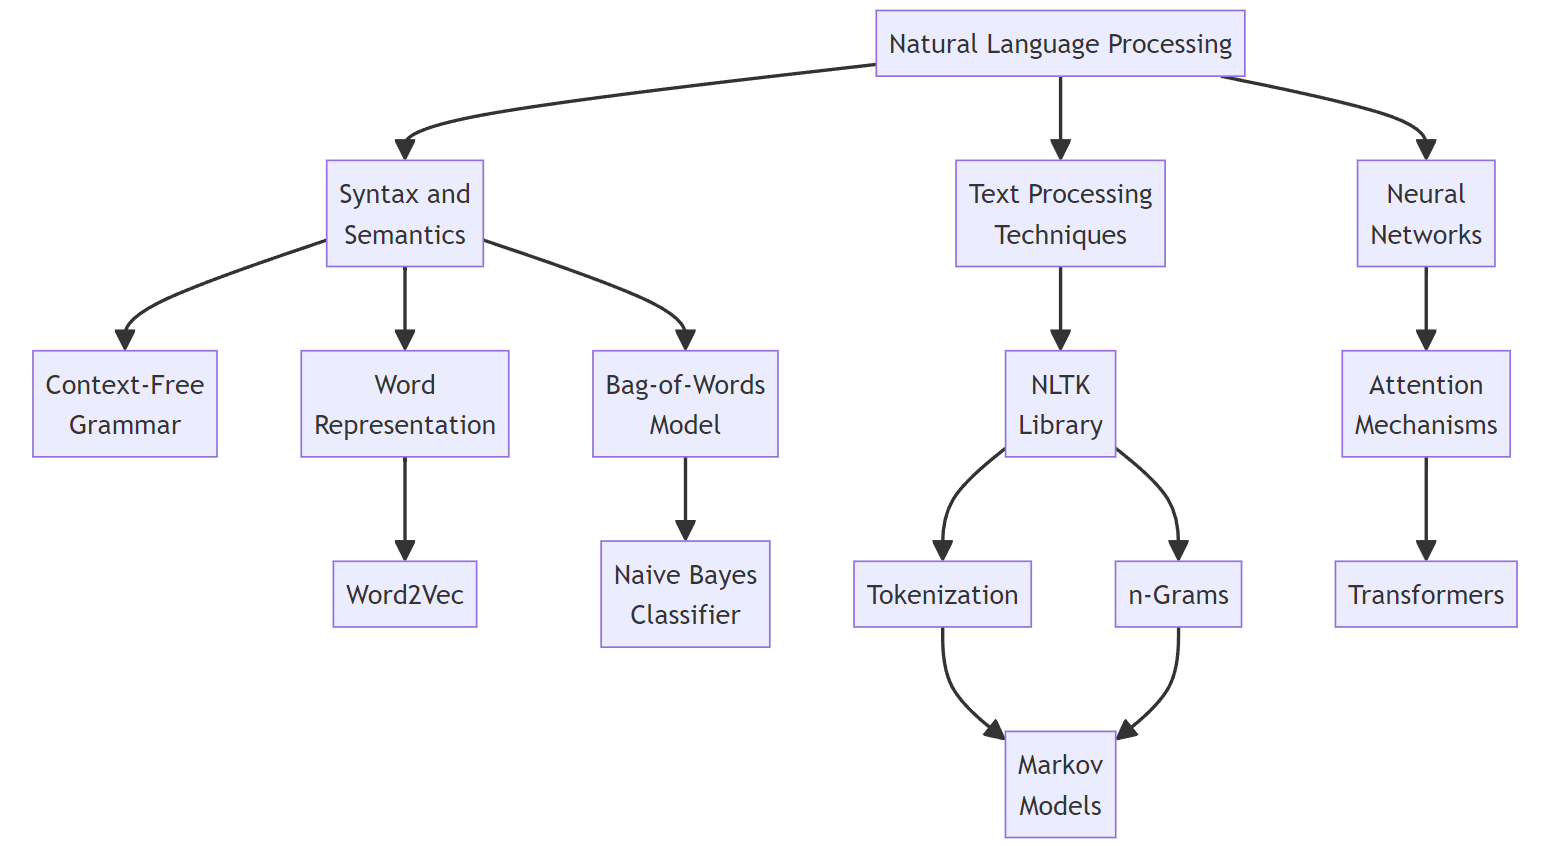 Natural Language Processing
Syntax and
Semantics
Text Processing
Techniques
Neural
Networks
Context-Free
Grammar
Word
Representation
Bag-of-Words
Model
NLTK
Library
Attention
Mechanisms
Word2Vec
Naive Bayes
Classifier
Tokenization
n-Grams
Transformers
Markov
Models